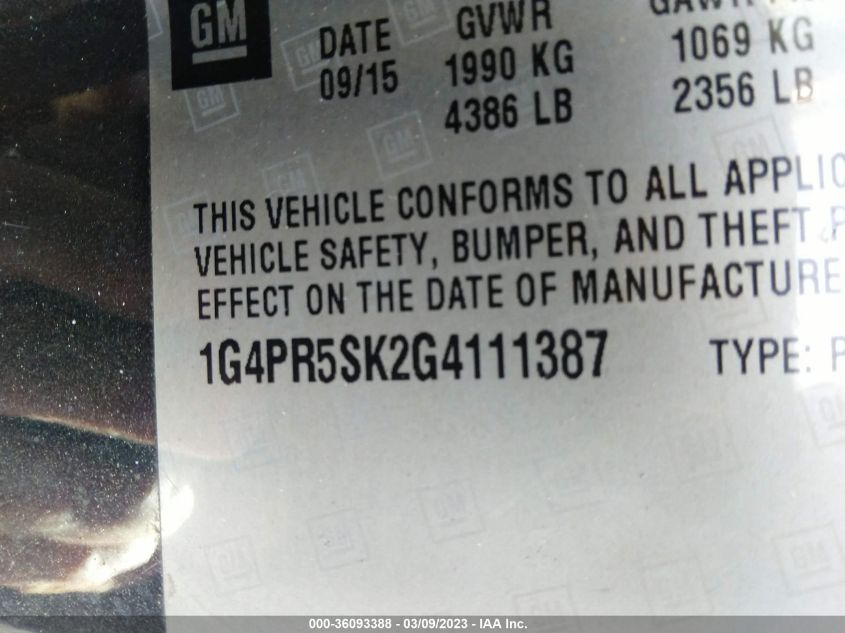 GM
DATE GVWR
09/15 1990 KG 1069 KG
4386 LB 2356 LB
THIS VEHICLE CONFORMS TO ALL APPLIC
VEHICLE SAFETY, BUMPER, AND THEFT P
EFFECT ON THE DATE OF MANUFACTURE
1G4PR5SK2G4111387 TYPE: P
000-36093388 - 03/09/2023 - IAA Inc.